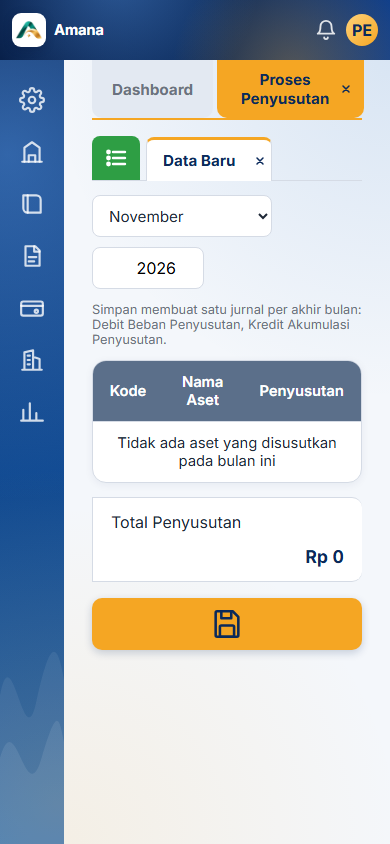 Amana
PE
Dashboard
Proses
Penyusutan
Data Baru
November
2026
Simpan membuat satu jurnal per akhir bulan:
Debit Beban Penyusutan, Kredit Akumulasi
Penyusutan.
Kode
Nama
Aset
Penyusutan
Tidak ada aset yang disusutkan
pada bulan ini
Total Penyusutan
Rp 0